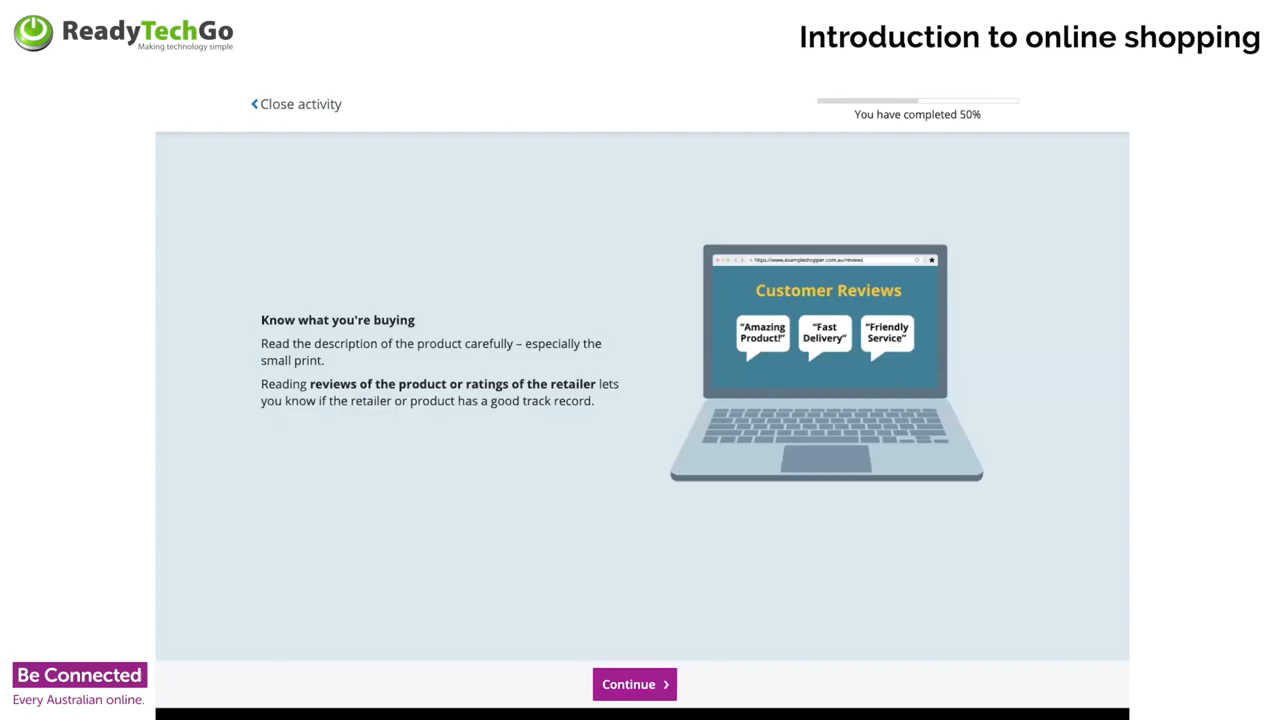 ReadyTechGo
Making technology simple
Introduction to online shopping
Close activity
You have completed 50%
Know what you're buying
Read the description of the product carefully – especially the
small print.
Reading reviews of the product or ratings of the retailer lets
you know if the retailer or product has a good track record.
https://www.exampleshopper.com.au/reviews
Customer Reviews
"Amazing
Product!"
"Fast
Delivery"
"Friendly
Service"
Be Connected
Every Australian online.
Continue